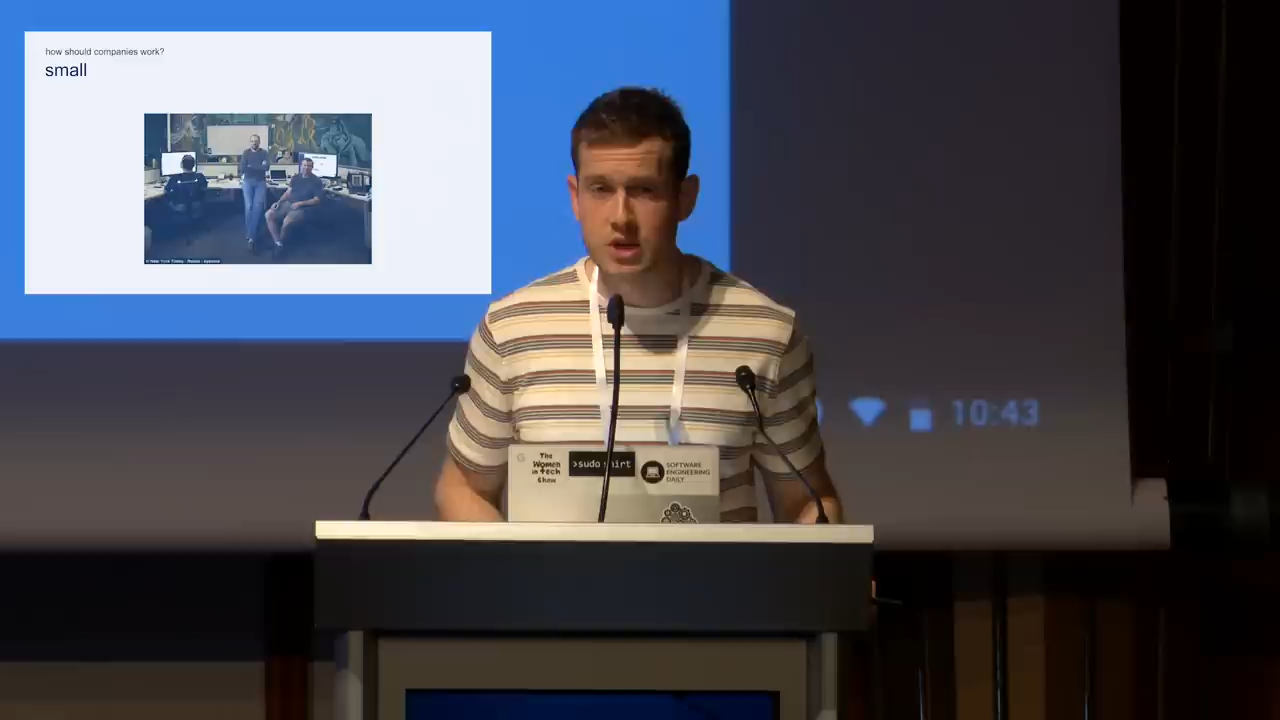 how should companies work?
small
10:43
The
Women
in tech
Show
>sudo
SOFTWARE
ENGINEERING
DAILY